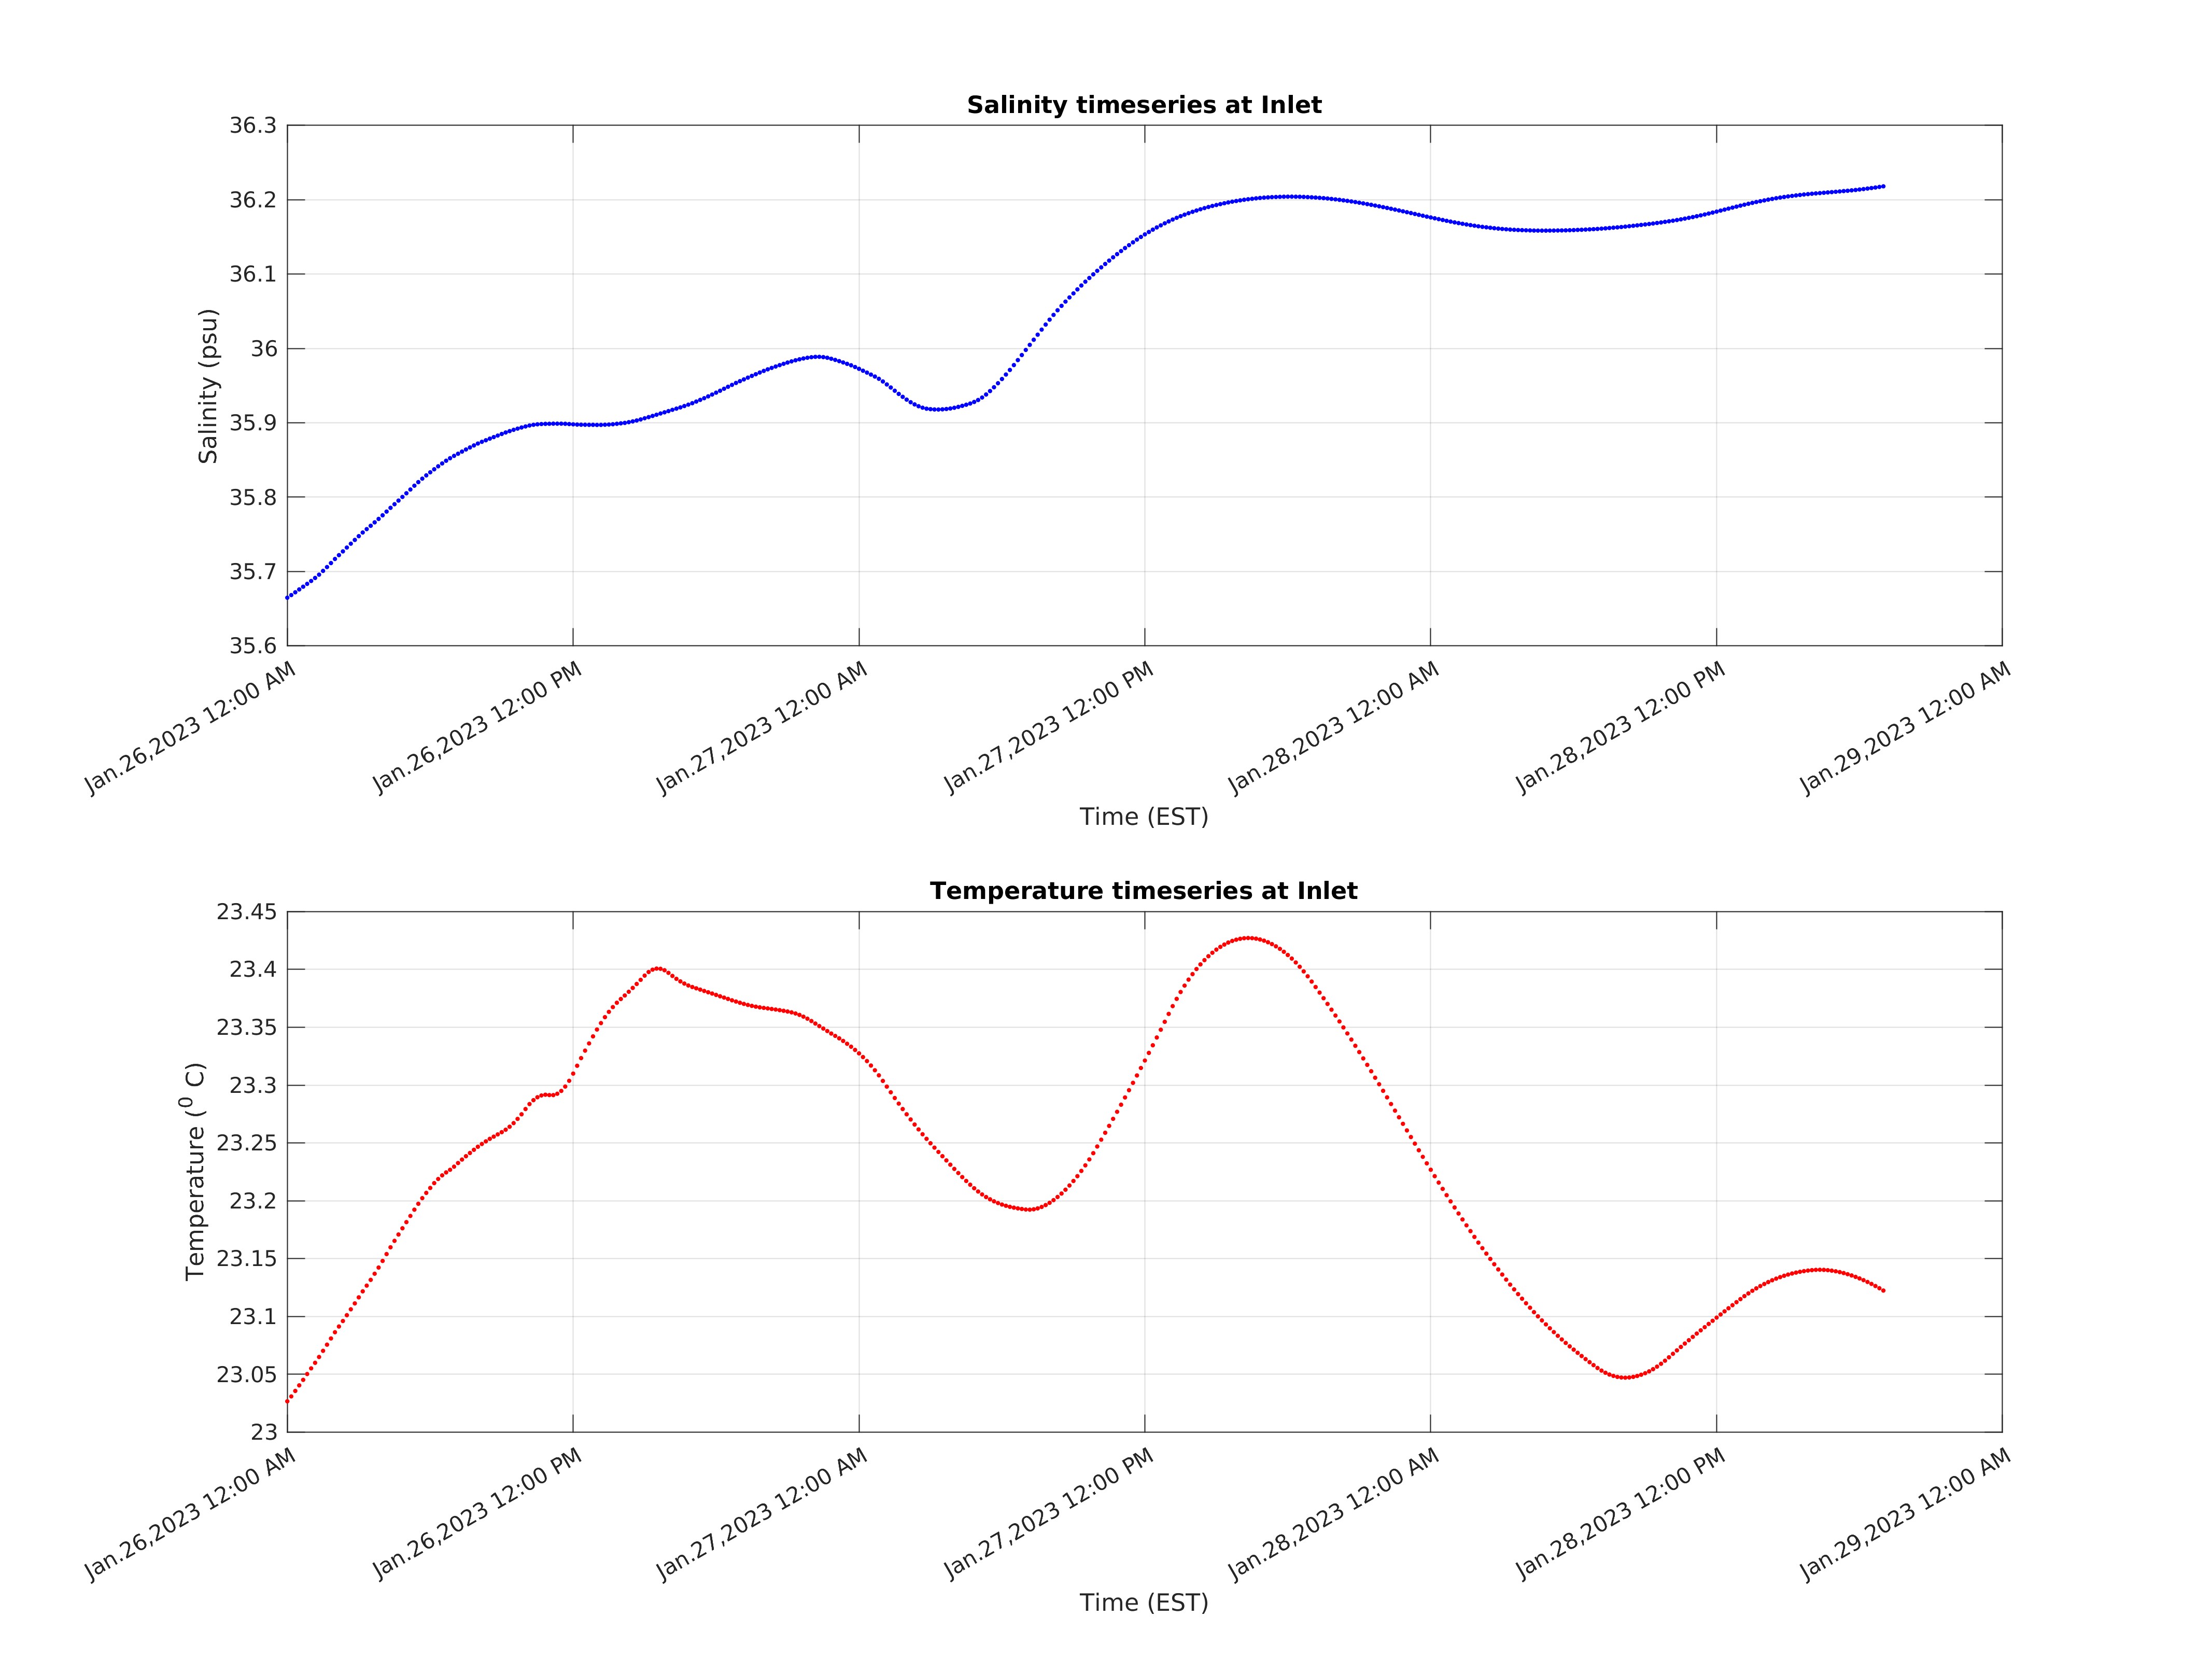 Salinity timeseries at Inlet
36.3
36.2
36.1
36
35.9
35.8
35.7
35.6
Salinity (psu)
Jan.26,2023 12:00 AM
Jan.26,2023 12:00 PM
Jan.27,2023 12:00 AM
Jan.27,2023 12:00 PM
Jan.28,2023 12:00 AM
Jan.28,2023 12:00 PM
Jan.29,2023 12:00 AM
Time (EST)
Temperature timeseries at Inlet
23.45
23.4
23.35
23.3
23.25
23.2
23.15
23.1
23.05
23
Temperature (⁰ C)
Jan.26,2023 12:00 AM
Jan.26,2023 12:00 PM
Jan.27,2023 12:00 AM
Jan.27,2023 12:00 PM
Jan.28,2023 12:00 AM
Jan.28,2023 12:00 PM
Jan.29,2023 12:00 AM
Time (EST)